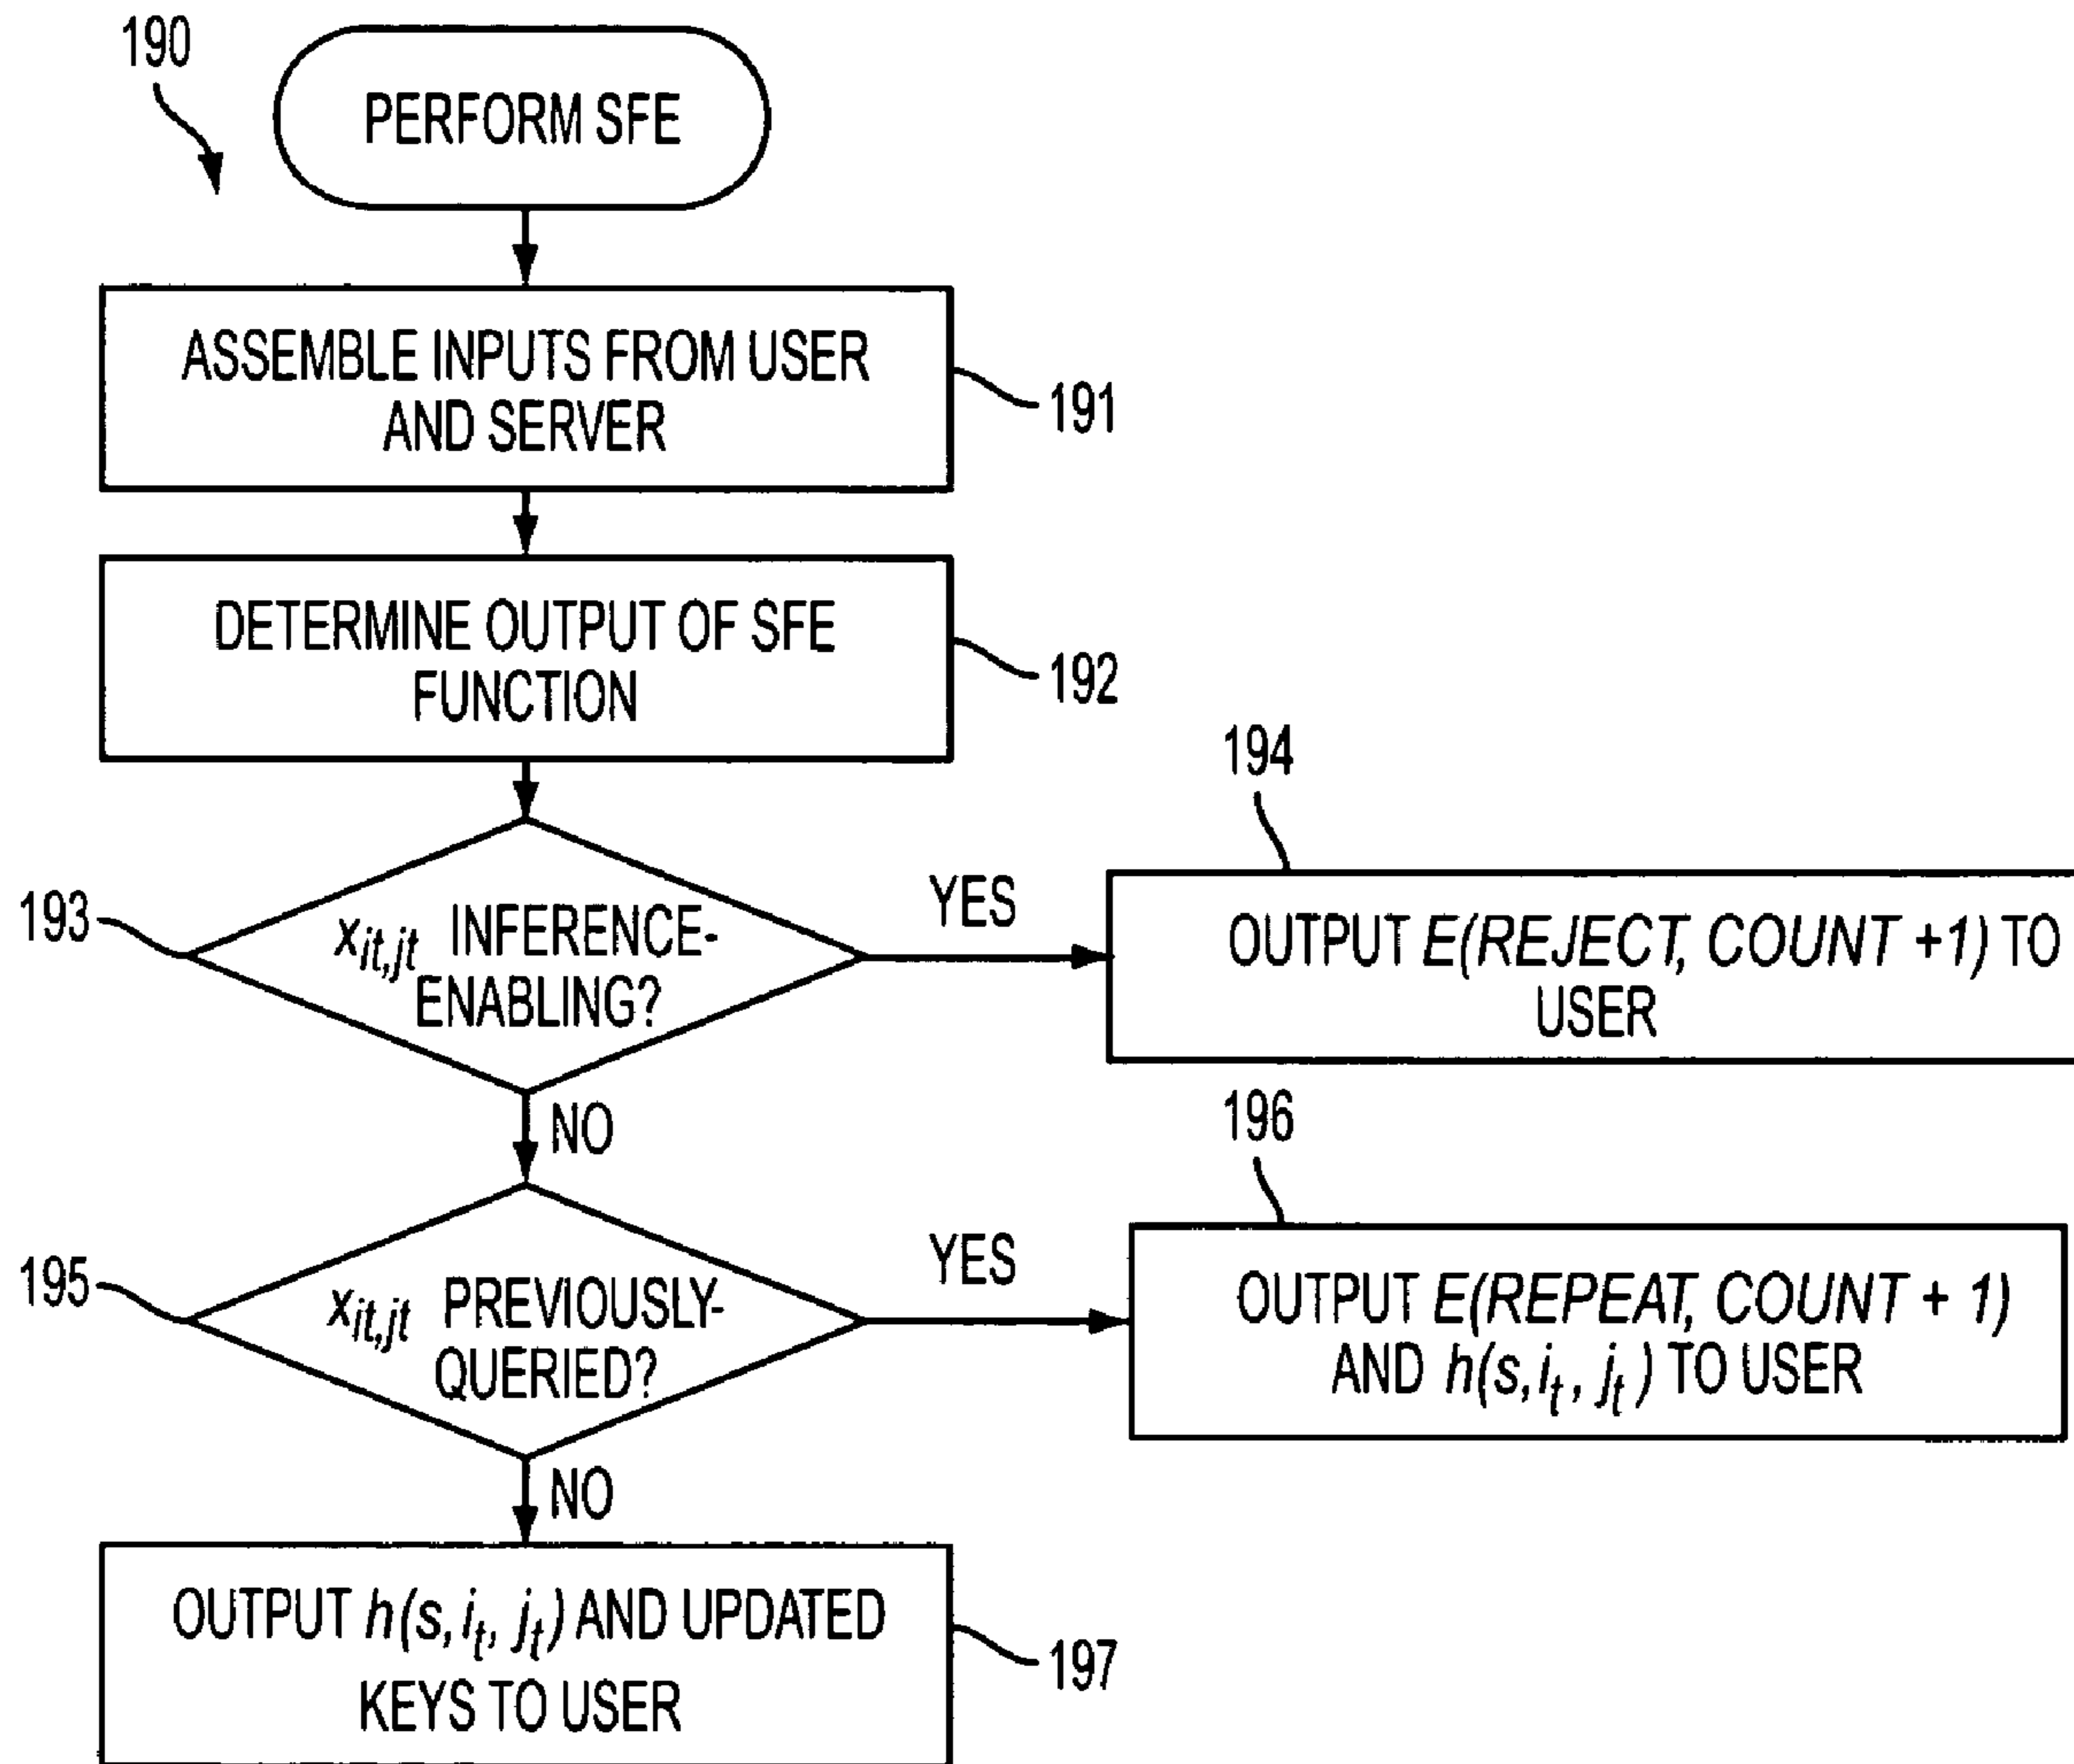 190
PERFORM SFE
ASSEMBLE INPUTS FROM USER
AND SERVER
191
DETERMINE OUTPUT OF SFE
FUNCTION
192
193
x_{it,jt} INFERENCE-
ENABLING?
YES
194
OUTPUT E(REJECT, COUNT +1) TO
USER
NO
195
x_{it,jt} PREVIOUSLY-
QUERIED?
YES
196
OUTPUT E(REPEAT, COUNT + 1)
AND h(s, i_t, j_t) TO USER
NO
OUTPUT h(s, i_t, j_t) AND UPDATED
KEYS TO USER
197